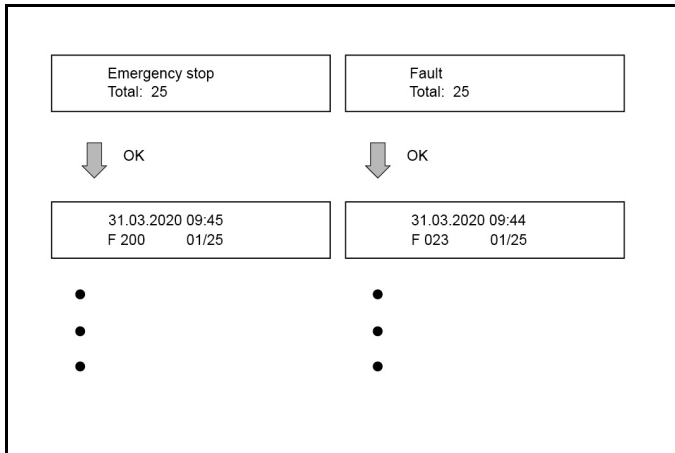 Emergency stop
Total: 25
OK
31.03.2020 09:45
F 200 01/25
Fault
Total: 25
OK
31.03.2020 09:44
F 023 01/25